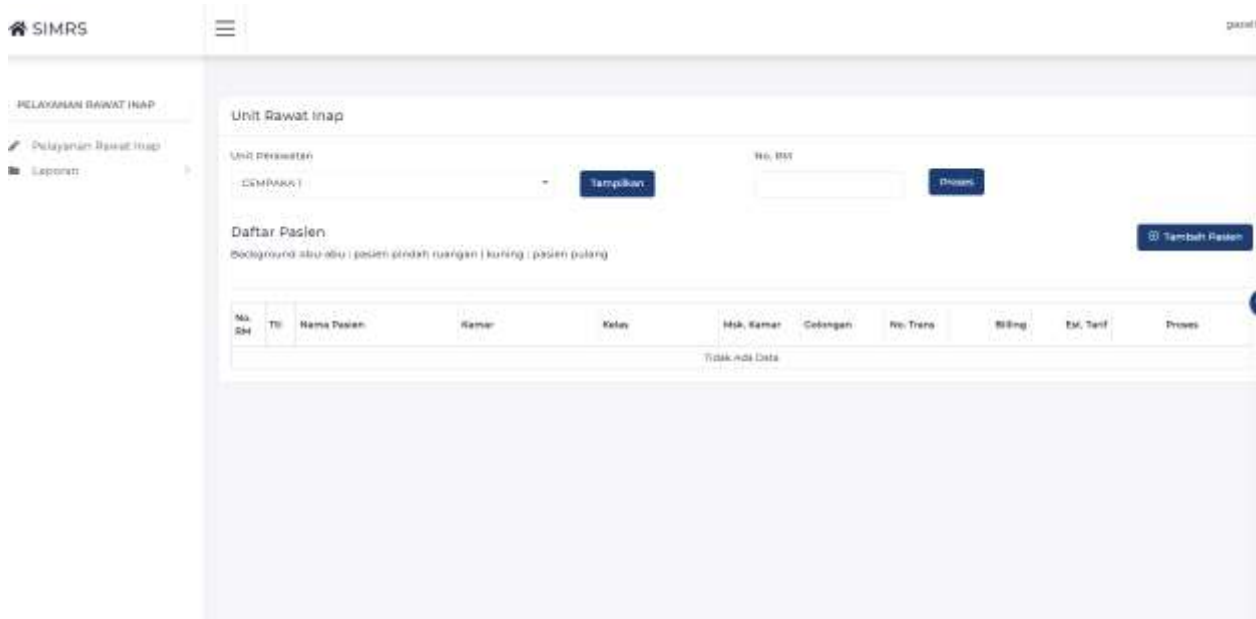 SIMRS
PELAYANAN RAWAT INAP
Pelayanan Rawat Inap
Laporan
Unit Rawat Inap
Unit Perawatan
No. RM
CEMPAKA 1
Tampilkan
Proses
Daftar Pasien
Tambah Pasien
Background abu-abu : pasien pindah ruangan | kuning : pasien pulang
No. RM Ttl Nama Pasien Kamar Kelas Msk. Kamar Golongan No. Trans Billing Est. Tarif Proses
Tidak Ada Data